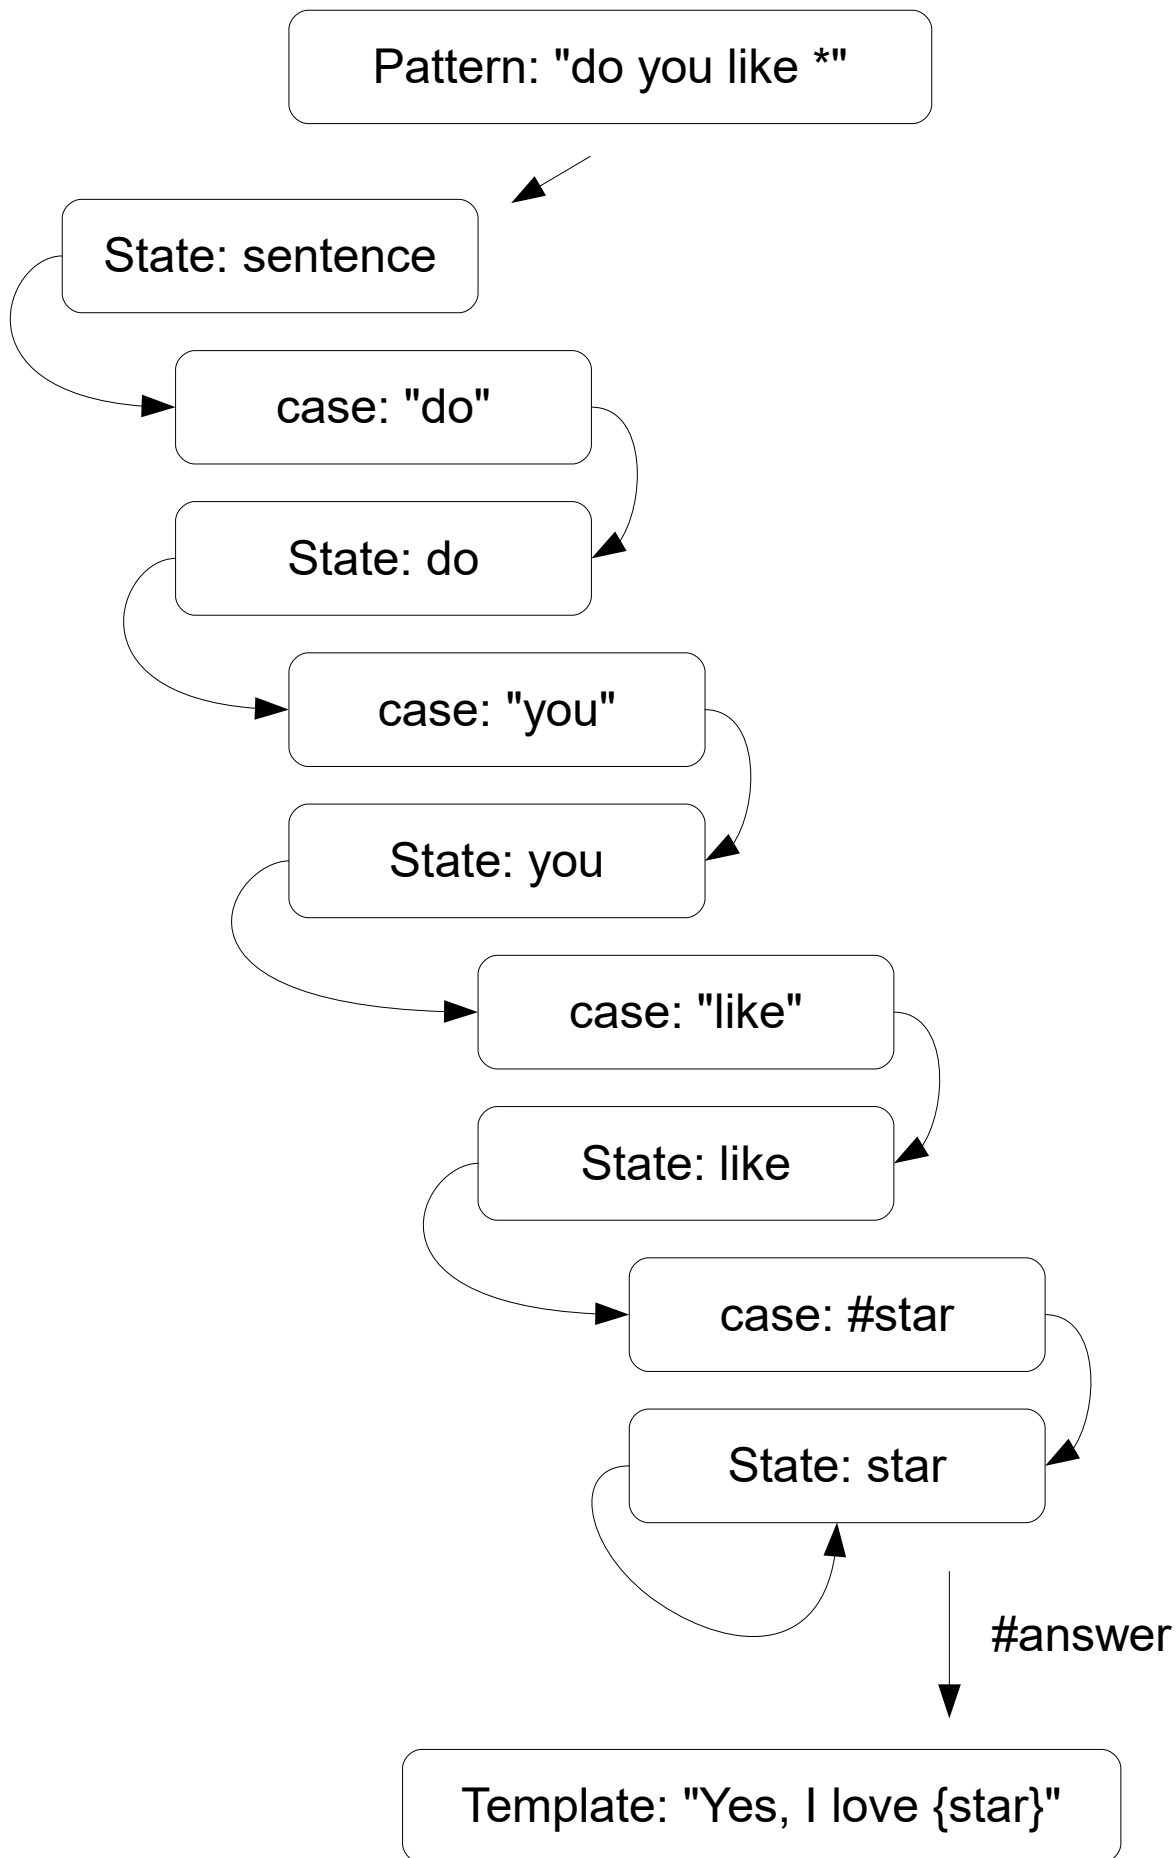 Pattern: "do you like *"
State: sentence
case: "do"
State: do
case: "you"
State: you
case: "like"
State: like
case: #star
State: star
#answer
Template: "Yes, I love {star}"